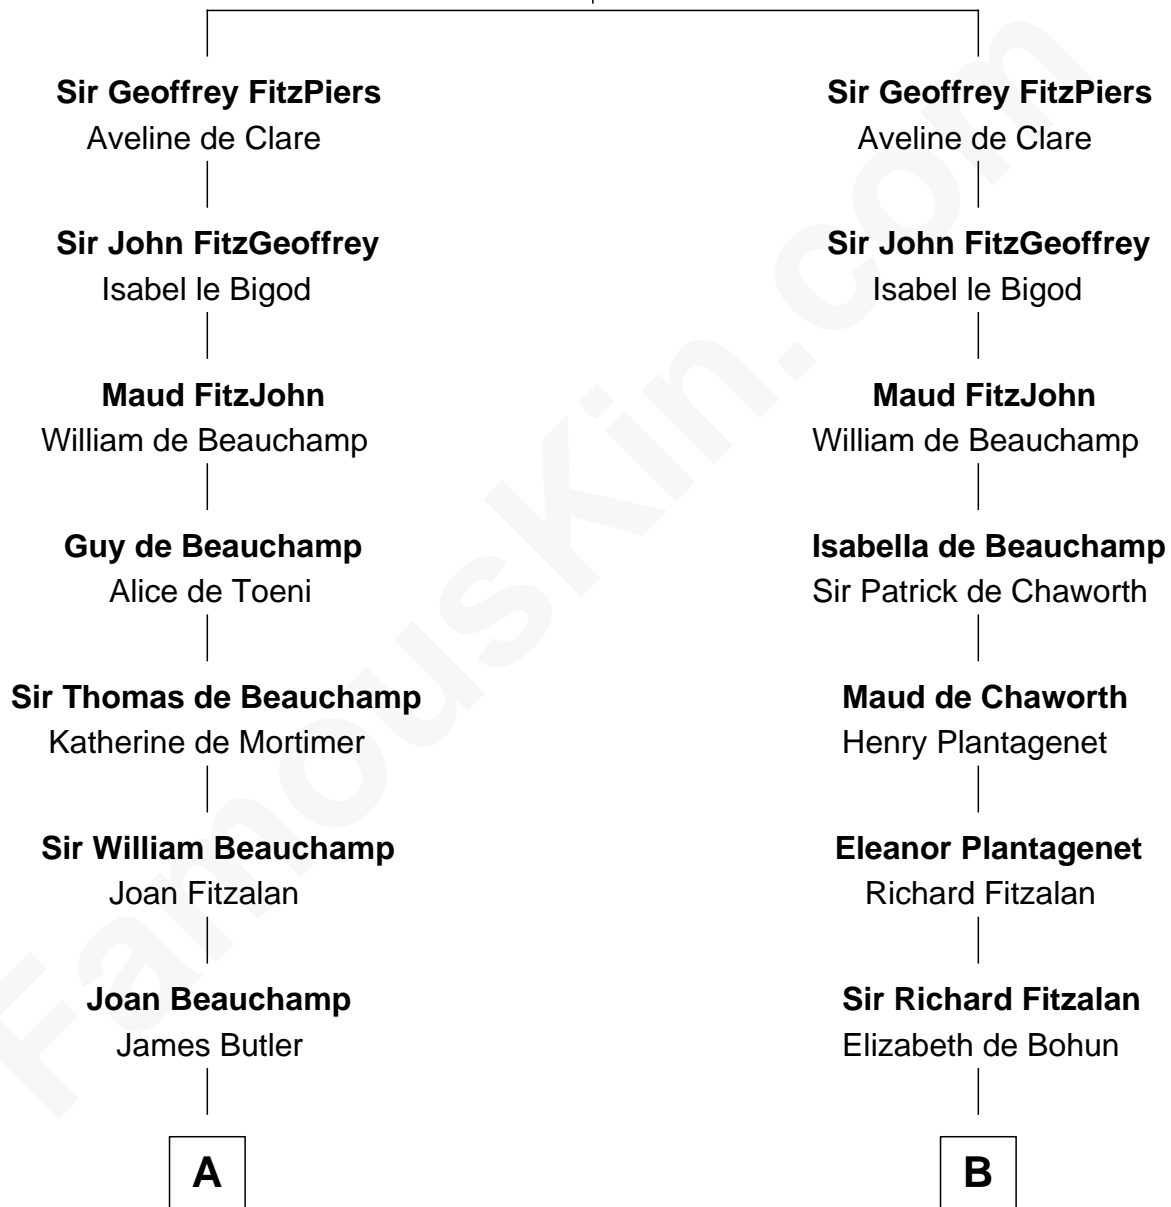 Sir Geoffrey FitzPiers
Aveline de Clare
Sir John FitzGeoffrey
Isabel le Bigod
Maud FitzJohn
William de Beauchamp
Guy de Beauchamp
Alice de Toeni
Sir Thomas de Beauchamp
Katherine de Mortimer
Sir William Beauchamp
Joan Fitzalan
Joan Beauchamp
James Butler
A
Sir Geoffrey FitzPiers
Aveline de Clare
Sir John FitzGeoffrey
Isabel le Bigod
Maud FitzJohn
William de Beauchamp
Isabella de Beauchamp
Sir Patrick de Chaworth
Maud de Chaworth
Henry Plantagenet
Eleanor Plantagenet
Richard Fitzalan
Sir Richard Fitzalan
Elizabeth de Bohun
B
FamousKin.com